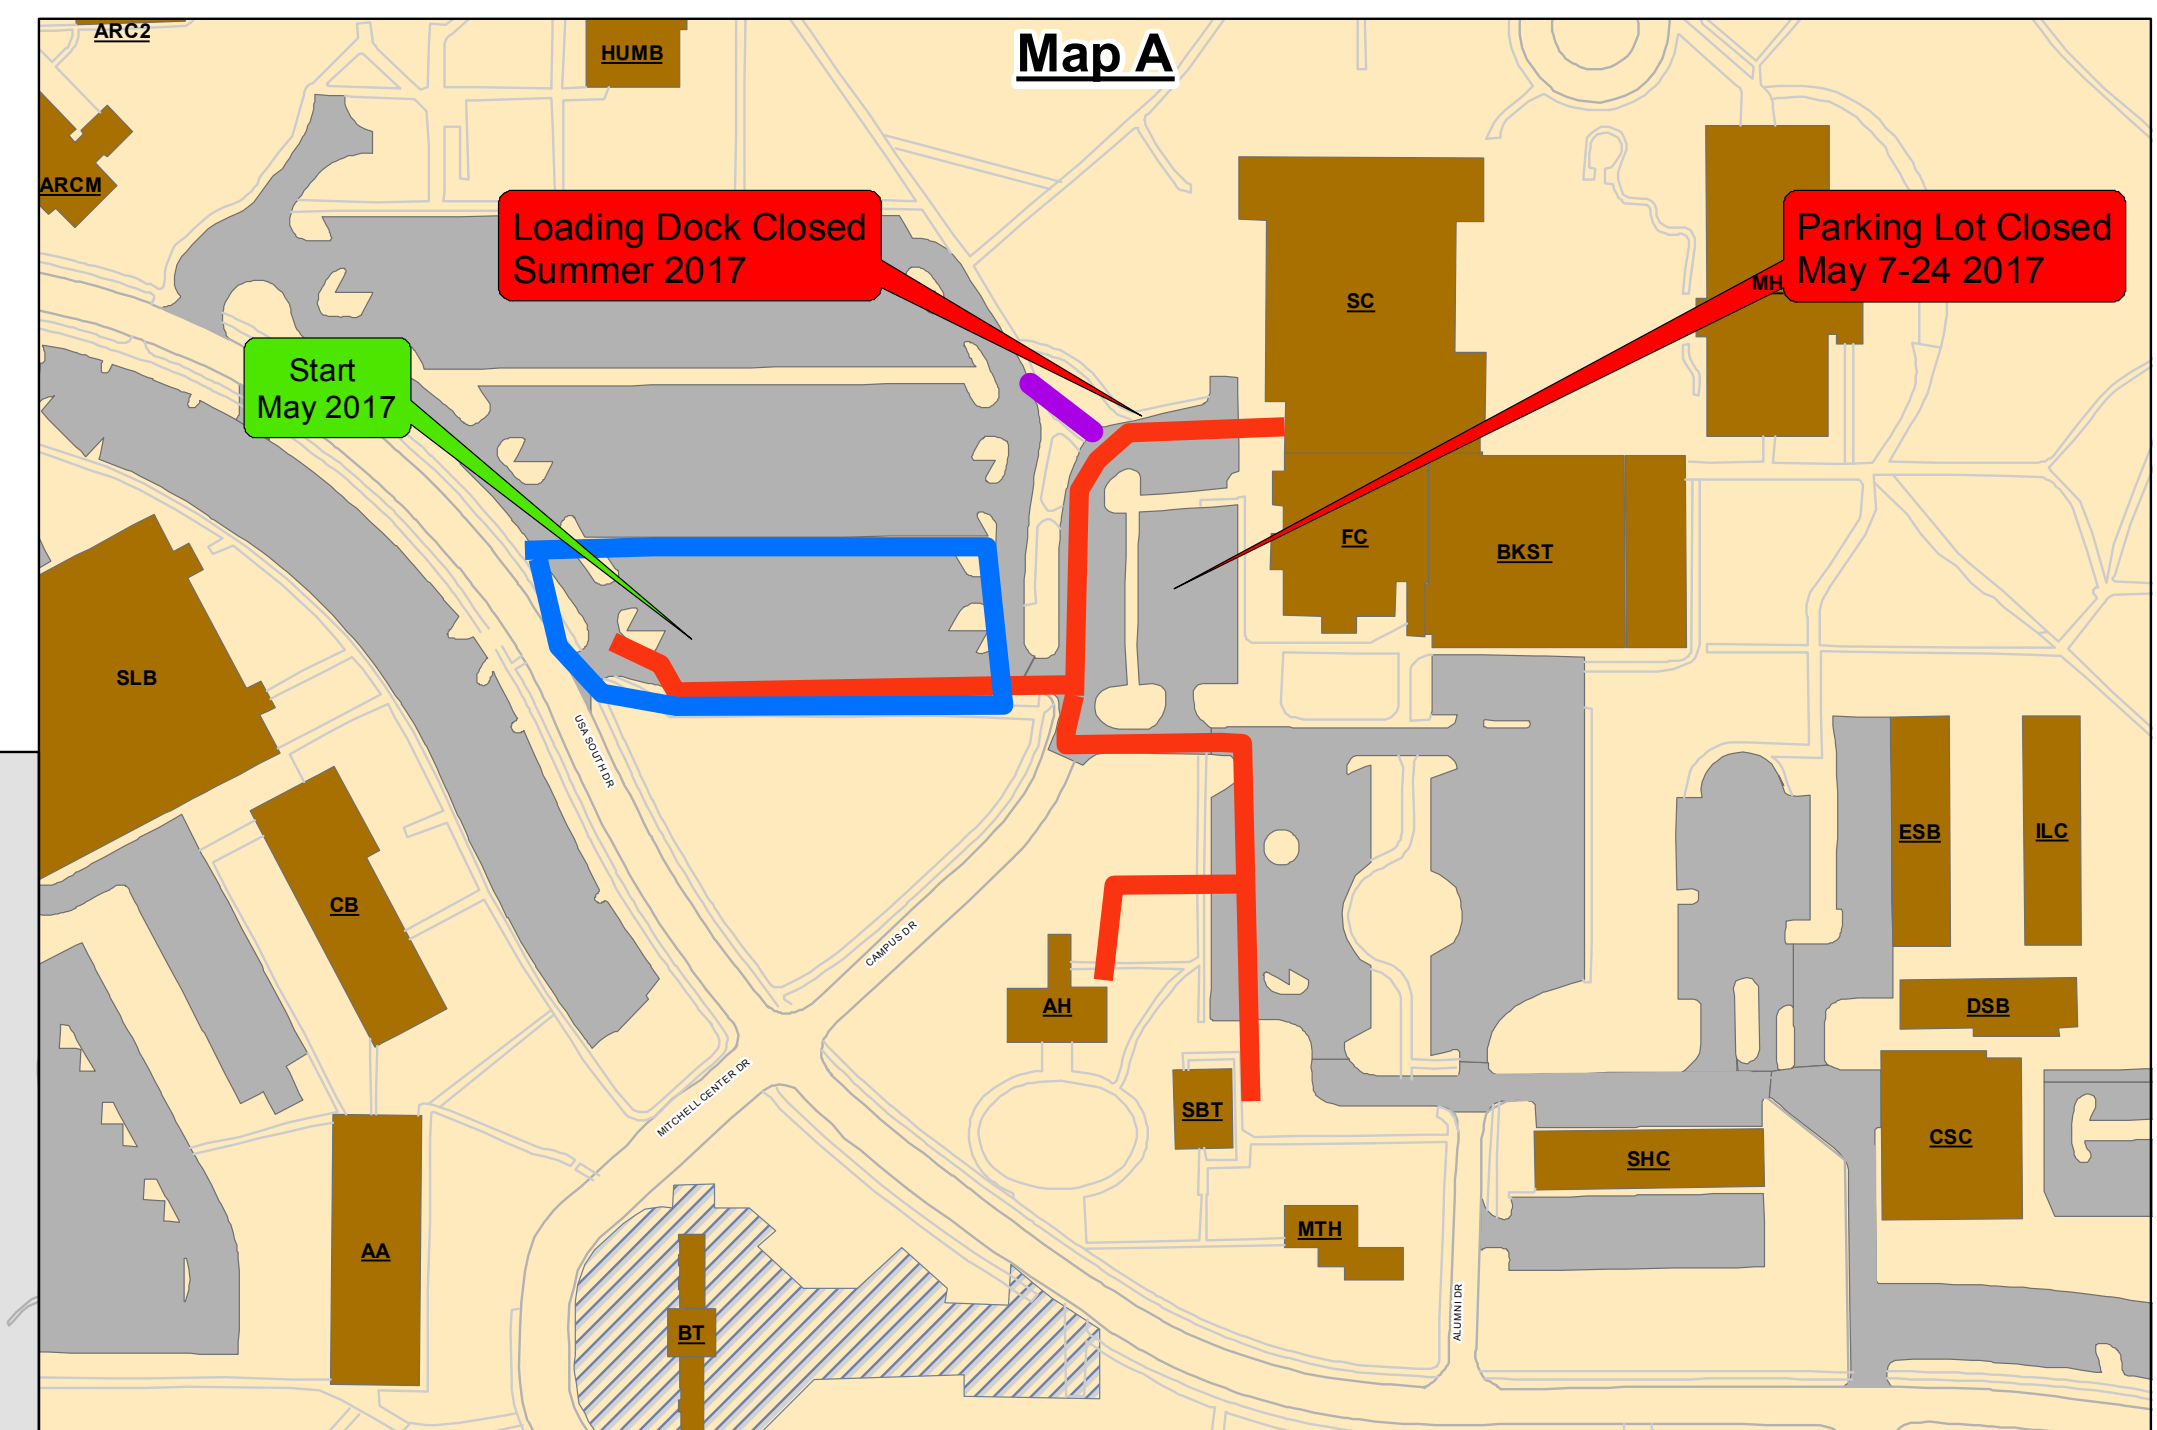 ARC2
HUMB
Map A
ARCM
Loading Dock Closed
Summer 2017
Parking Lot Closed
May 7-24 2017
MH
SC
Start
May 2017
FC
BKST
SLB
USA SOUTH DR
ESB
ILC
CB
CAMPUS DR
AH
DSB
MITCHELL CENTER DR
SBT
CSC
SHC
MTH
AA
ALUMNI DR
BT